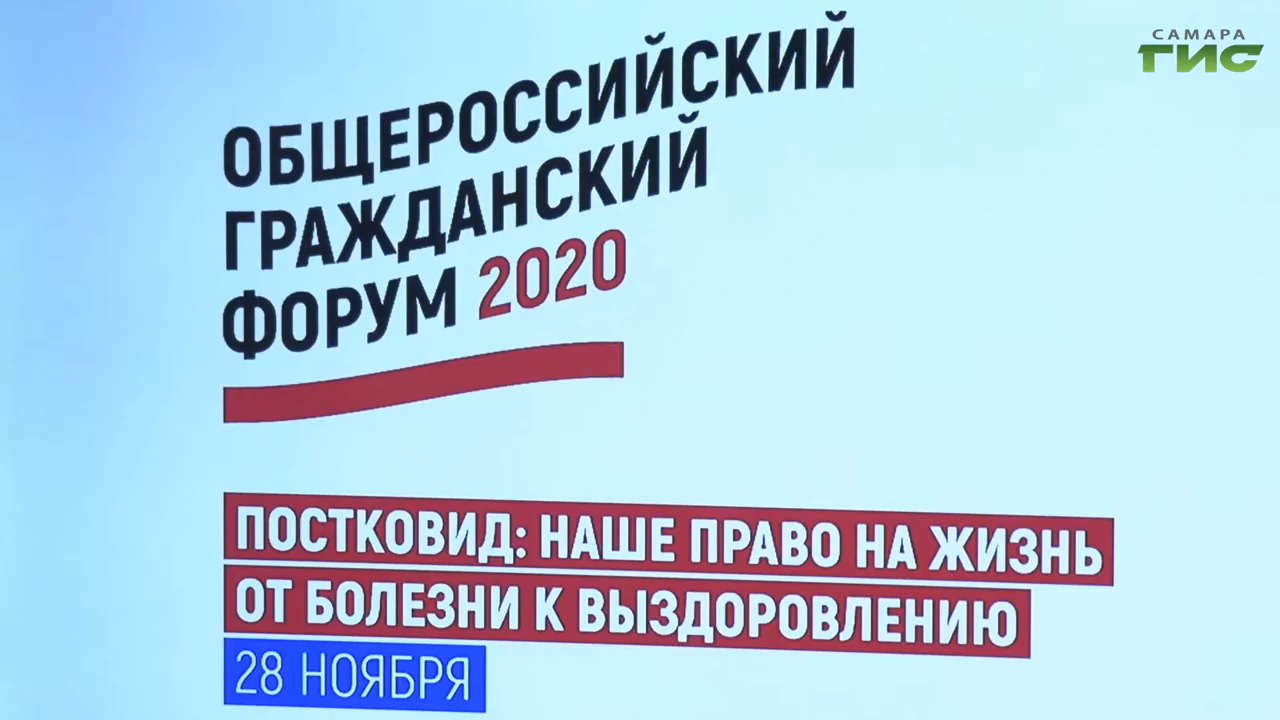 САМАРА
ГИС
ОБЩЕРОССИЙСКИЙ
ГРАЖДАНСКИЙ
ФОРУМ 2020
ПОСТКОВИД: НАШЕ ПРАВО НА ЖИЗНЬ
ОТ БОЛЕЗНИ К ВЫЗДОРОВЛЕНИЮ
28 НОЯБРЯ